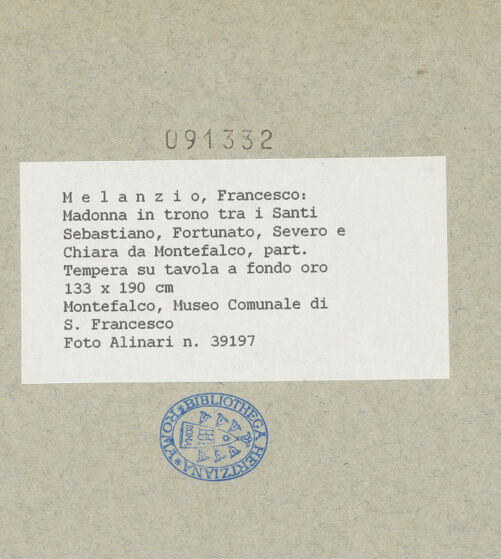 091332
M e l a n z i o, Francesco:
Madonna in trono tra i Santi
Sebastiano, Fortunato, Severo e
Chiara da Montefalco, part.
Tempera su tavola a fondo oro
133 x 190 cm
Montefalco, Museo Comunale di
S. Francesco
Foto Alinari n. 39197
BIBLIOTHECA HERTZIANA * ROMA *
ROMA